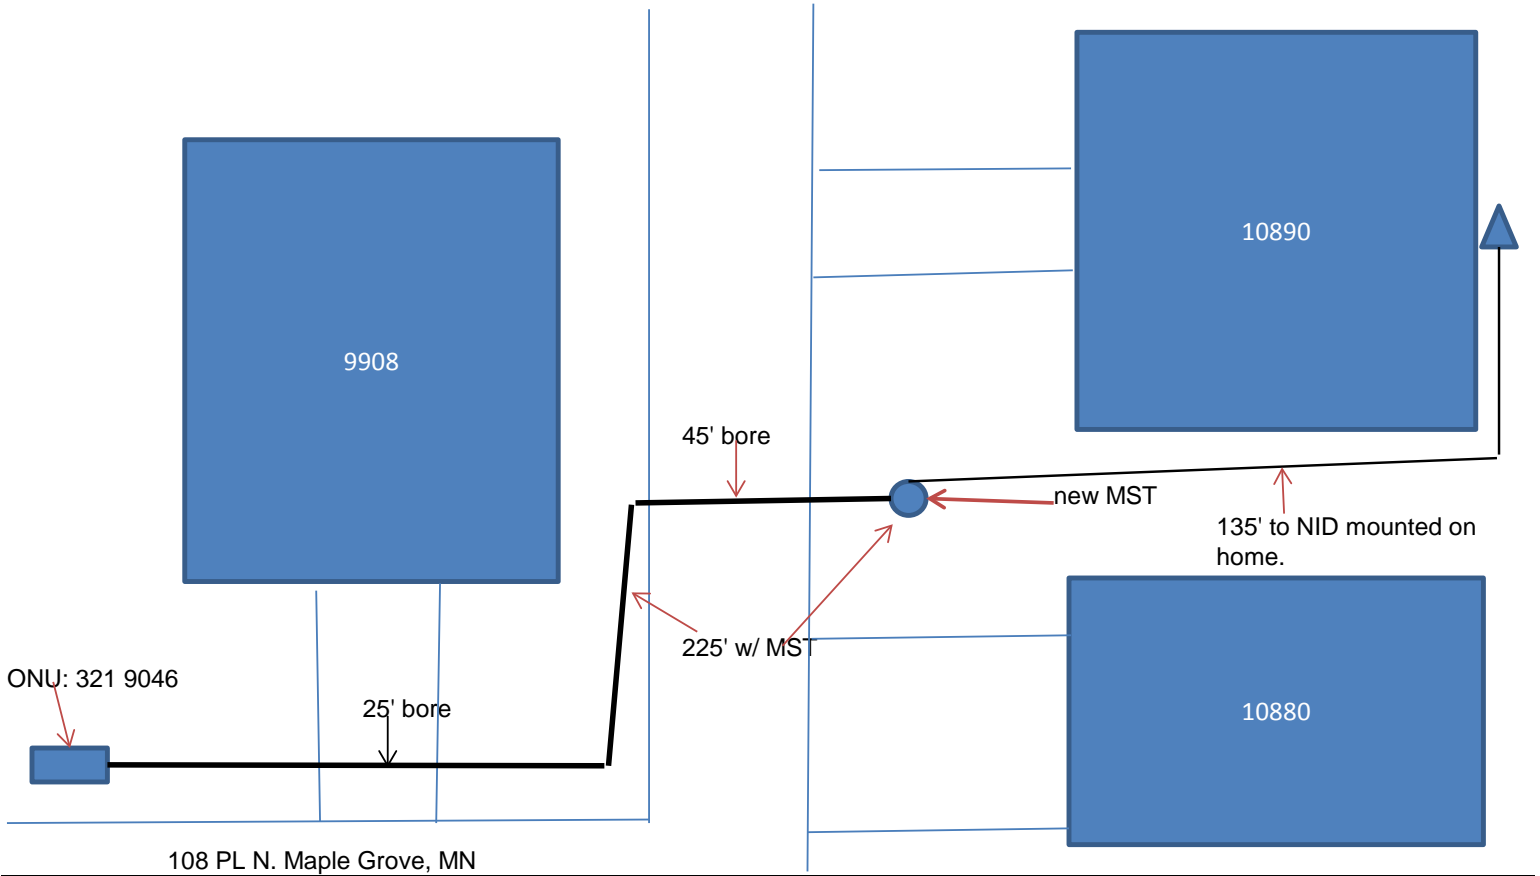 10890
9908
45' bore
new MST
135' to NID mounted on
home.
225' w/ MST
ONU: 321 9046
25' bore
10880
108 PL N. Maple Grove, MN